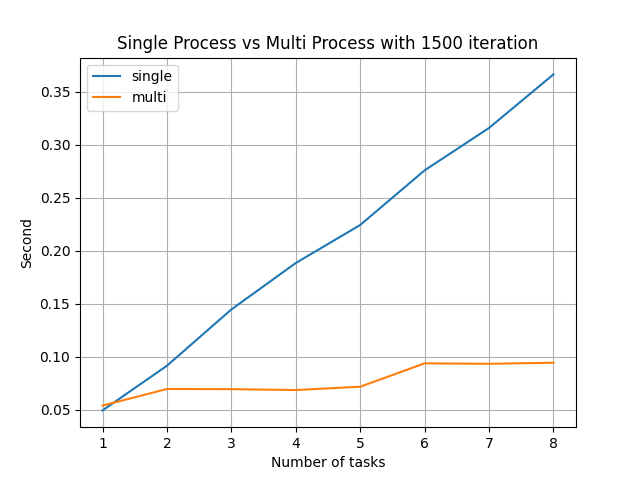 Single Process vs Multi Process with 1500 iteration
single
multi
Second
0.35
0.30
0.25
0.20
0.15
0.10
0.05
1 2 3 4 5 6 7 8
Number of tasks